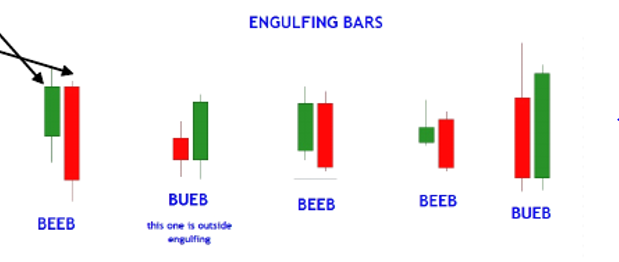 ENGULFING BARS
BEEB
BUEB
this one is outside
engulfing
BEEB
BEEB
BUEB